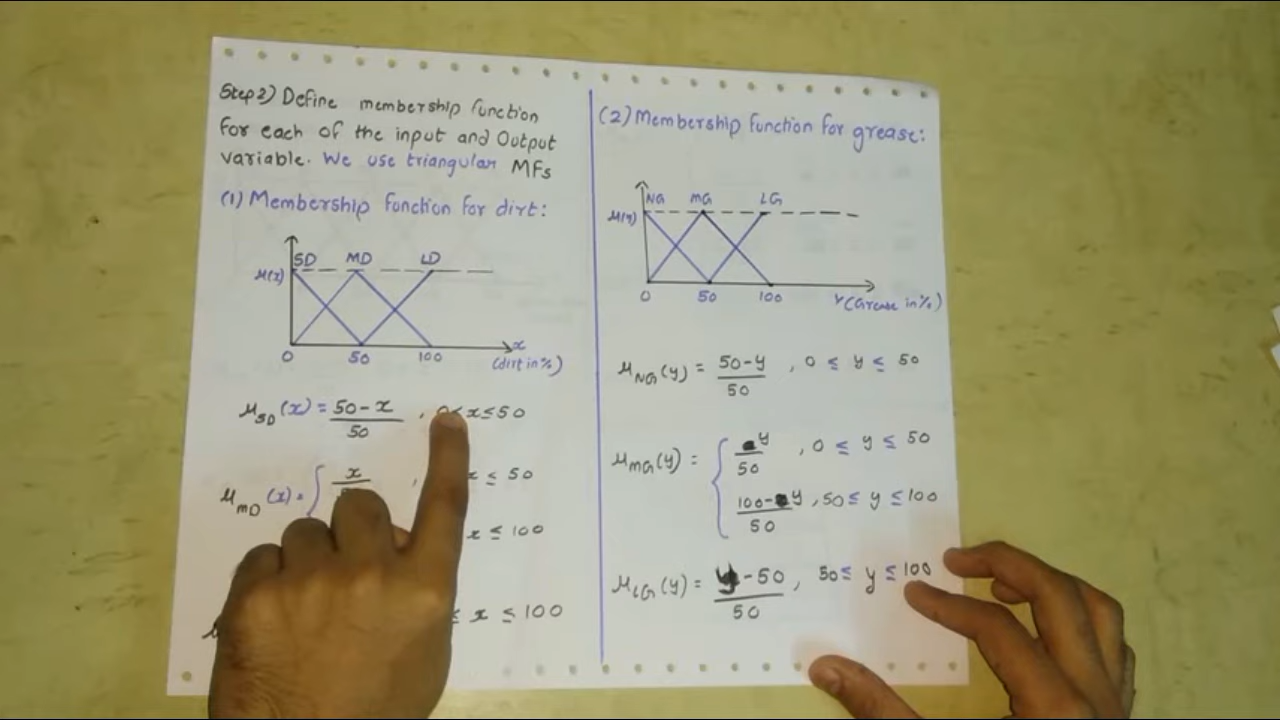 Step2) Define membership function
for each of the input and Output
variable. We use triangular MFs
(1) Membership function for dirt:
SD MD LD
μ(x)
0 50 100
x
(dirt in %)
μSD(x) = 50-x , 0≤x≤50
50
μmD(x) = { x , x ≤ 50
x ≤ 100
≤ x ≤ 100
(2) Membership function for grease:
NG MG LG
μ(y)
0 50 100 Y(Grease in %)
μNG(y) = 50-y , 0 ≤ y ≤ 50
50
μmG(y) = { y , 0 ≤ y ≤ 50
50
100-y , 50 ≤ y ≤ 100
50
μLG(y) = y-50 , 50≤ y ≤ 100
50